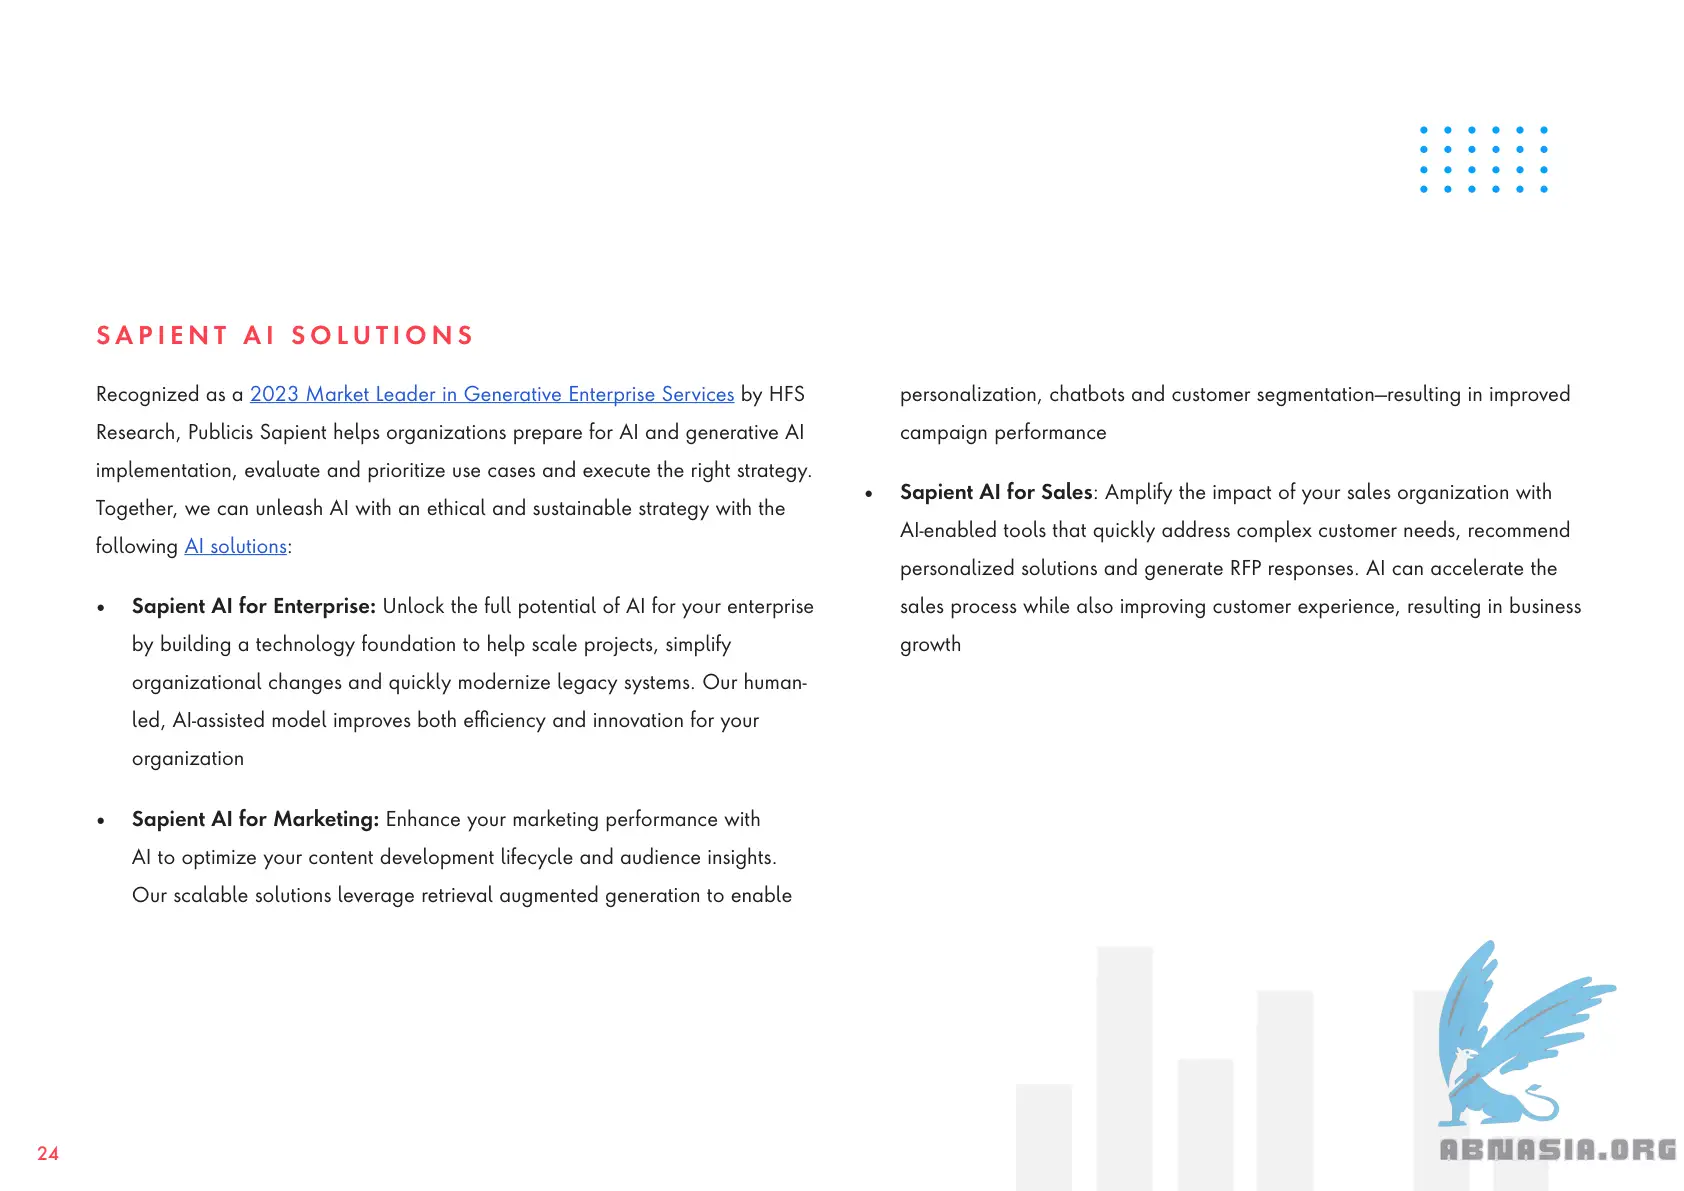 SAPIENT AI SOLUTIONS
Recognized as a 2023 Market Leader in Generative Enterprise Services by HFS
Research, Publicis Sapient helps organizations prepare for AI and generative AI
implementation, evaluate and prioritize use cases and execute the right strategy.
Together, we can unleash AI with an ethical and sustainable strategy with the
following AI solutions:
• Sapient AI for Enterprise: Unlock the full potential of AI for your enterprise
by building a technology foundation to help scale projects, simplify
organizational changes and quickly modernize legacy systems. Our human-
led, AI-assisted model improves both efficiency and innovation for your
organization
• Sapient AI for Marketing: Enhance your marketing performance with
AI to optimize your content development lifecycle and audience insights.
Our scalable solutions leverage retrieval augmented generation to enable
personalization, chatbots and customer segmentation—resulting in improved
campaign performance
• Sapient AI for Sales: Amplify the impact of your sales organization with
AI-enabled tools that quickly address complex customer needs, recommend
personalized solutions and generate RFP responses. AI can accelerate the
sales process while also improving customer experience, resulting in business
growth
24
ABNASIA.ORG